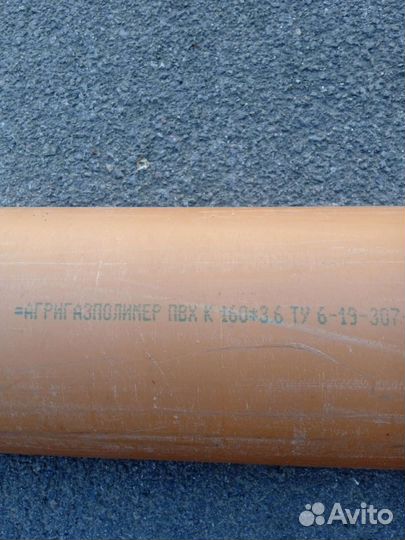 =АГРИГАЗПОЛИМЕР ПВХ К 160*3.6 ТУ 6-19-307-
Avito